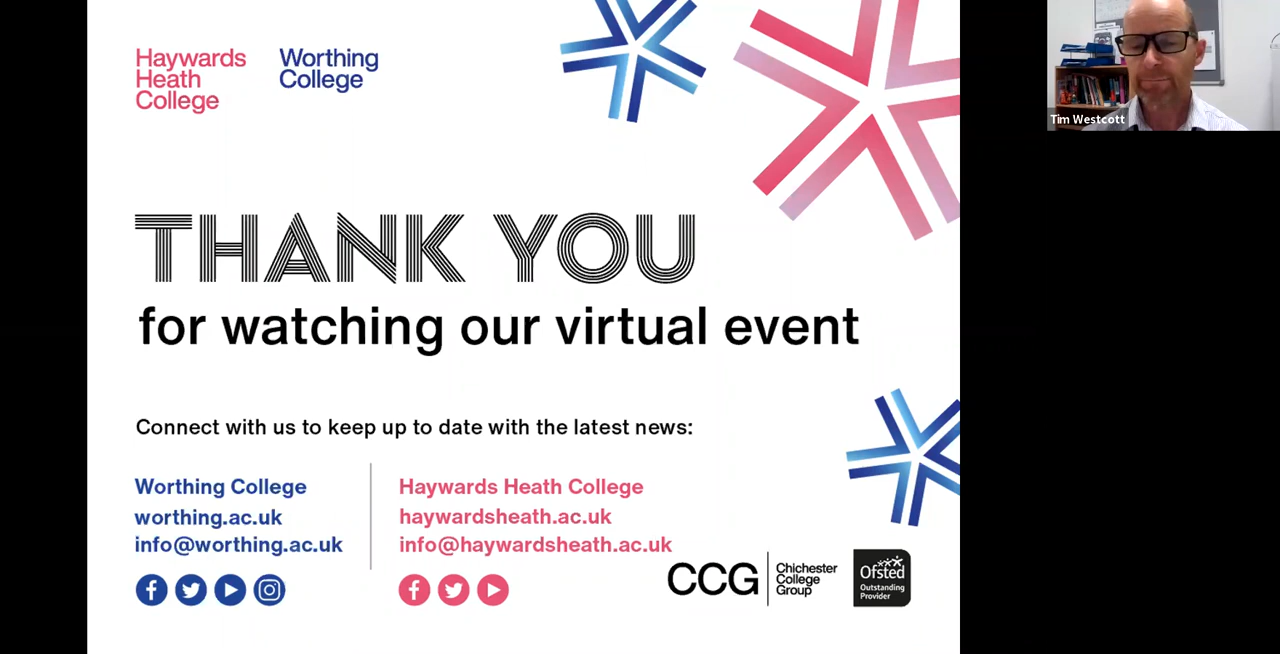 Haywards
Heath
College
Worthing
College
Tim Westcott
THANK YOU
for watching our virtual event
Connect with us to keep up to date with the latest news:
Worthing College
worthing.ac.uk
info@worthing.ac.uk
Haywards Heath College
haywardsheath.ac.uk
info@haywardsheath.ac.uk
CCG
Chichester
College
Group
Ofsted
Outstanding
Provider